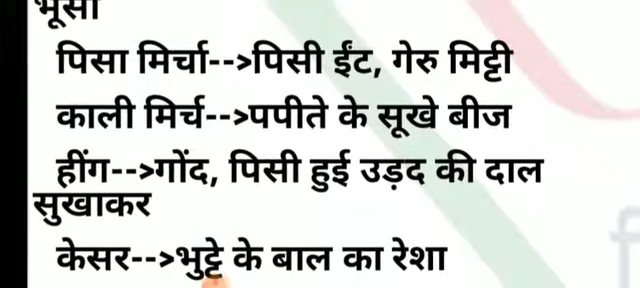 भूसी
पिसा मिर्चा-->पिसी ईंट, गेरु मिट्टी
काली मिर्च-->पपीते के सूखे बीज
हींग-->गोंद, पिसी हुई उड़द की दाल
सुखाकर
केसर-->भुट्टे के बाल का रेशा